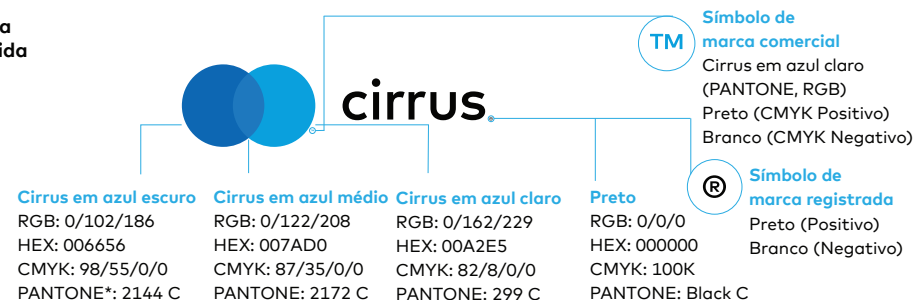 a
ida
cirrus
TM
Símbolo de
marca comercial
Cirrus em azul claro
(PANTONE, RGB)
Preto (CMYK Positivo)
Branco (CMYK Negativo)
®
Símbolo de
marca registrada
Preto (Positivo)
Branco (Negativo)
Cirrus em azul escuro
RGB: 0/102/186
HEX: 006656
CMYK: 98/55/0/0
PANTONE*: 2144 C
Cirrus em azul médio
RGB: 0/122/208
HEX: 007AD0
CMYK: 87/35/0/0
PANTONE: 2172 C
Cirrus em azul claro
RGB: 0/162/229
HEX: 00A2E5
CMYK: 82/8/0/0
PANTONE: 299 C
Preto
RGB: 0/0/0
HEX: 000000
CMYK: 100K
PANTONE: Black C